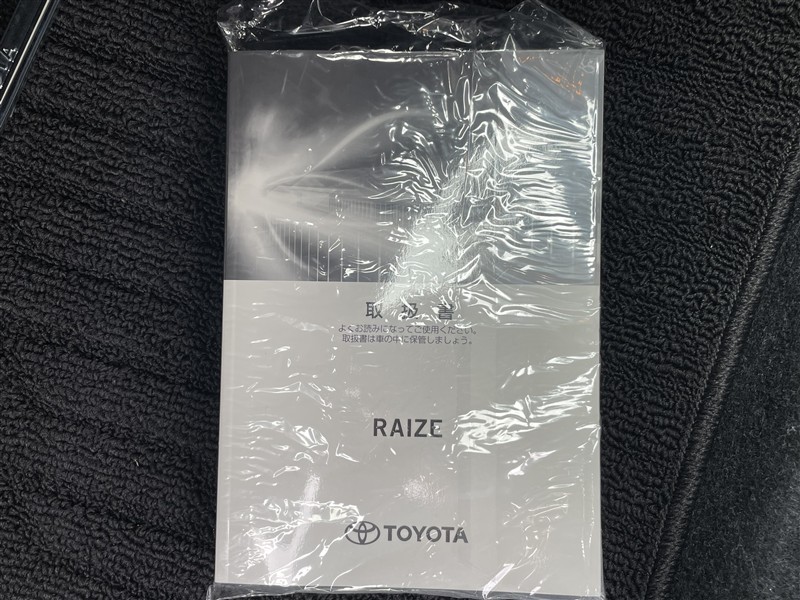 取扱書
よくお読みになってご使用ください。
取扱書は車の中に保管しましょう。
RAIZE
TOYOTA